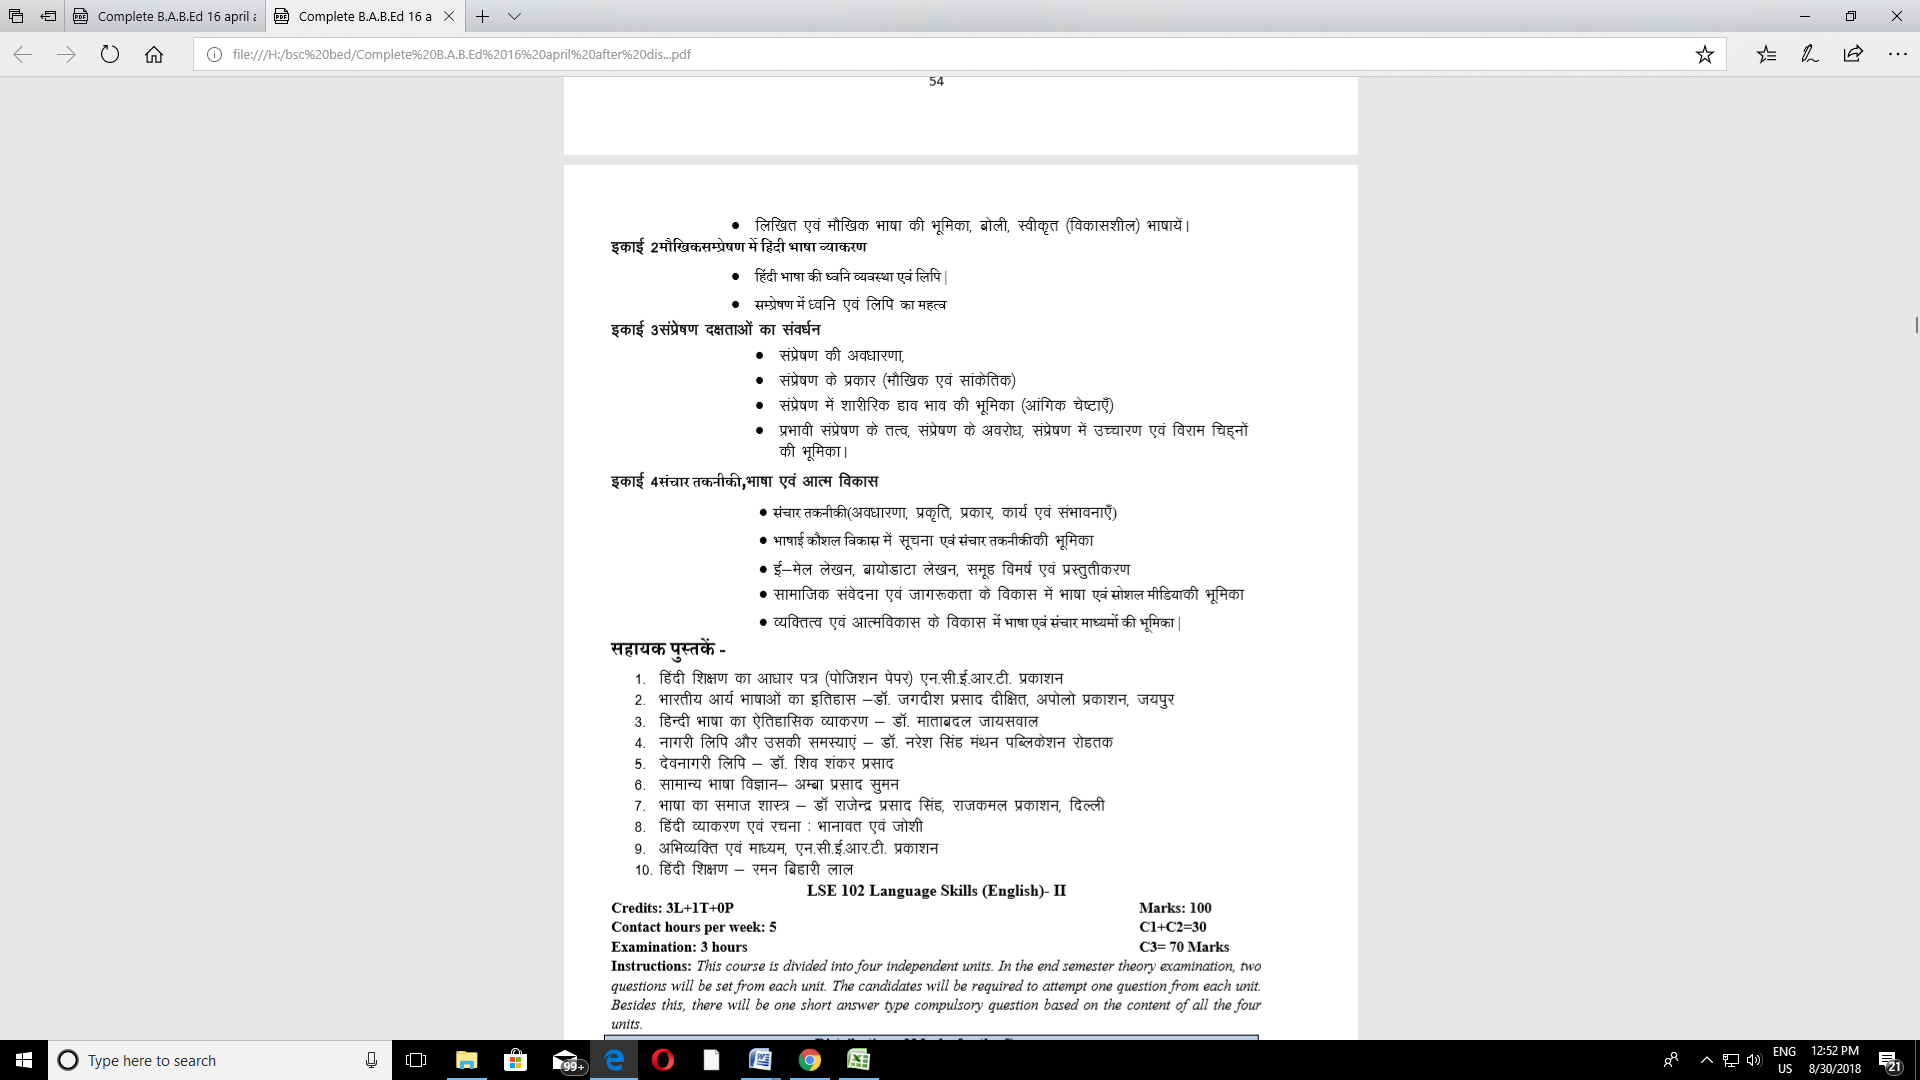 Complete B.A.B.Ed 16 april a
Complete B.A.B.Ed 16 a
file:///H:/bsc%20bed/Complete%20B.A.B.Ed%2016%20april%20after%20dis...pdf
54
• लिखित एवं मौखिक भाषा की भूमिका, बोली, स्वीकृत (विकासशील) भाषायें।
इकाई 2मौखिकसम्प्रेषण में हिंदी भाषा व्याकरण
• हिंदी भाषा की ध्वनि व्यवस्था एवं लिपि |
• सम्प्रेषण में ध्वनि एवं लिपि का महत्व
इकाई 3संप्रेषण दक्षताओं का संवर्धन
• संप्रेषण की अवधारणा,
• संप्रेषण के प्रकार (मौखिक एवं सांकेतिक)
• संप्रेषण में शारीरिक हाव भाव की भूमिका (आंगिक चेष्टाएँ)
• प्रभावी संप्रेषण के तत्व, संप्रेषण के अवरोध, संप्रेषण में उच्चारण एवं विराम चिह्नों
की भूमिका।
इकाई 4संचार तकनीकी,भाषा एवं आत्म विकास
• संचार तकनीकी(अवधारणा, प्रकृति, प्रकार, कार्य एवं संभावनाएँ)
• भाषाई कौशल विकास में सूचना एवं संचार तकनीकीकी भूमिका
• ई–मेल लेखन, बायोडाटा लेखन, समूह विमर्ष एवं प्रस्तुतीकरण
• सामाजिक संवेदना एवं जागरूकता के विकास में भाषा एवं सोशल मीडियाकी भूमिका
• व्यक्तित्व एवं आत्मविकास के विकास में भाषा एवं संचार माध्यमों की भूमिका |
सहायक पुस्तकें -
1. हिंदी शिक्षण का आधार पत्र (पोजिशन पेपर) एन.सी.ई.आर.टी. प्रकाशन
2. भारतीय आर्य भाषाओं का इतिहास –डॉ. जगदीश प्रसाद दीक्षित, अपोलो प्रकाशन, जयपुर
3. हिन्दी भाषा का ऐतिहासिक व्याकरण – डॉ. माताबदल जायसवाल
4. नागरी लिपि और उसकी समस्याएं – डॉ. नरेश सिंह मंथन पब्लिकेशन रोहतक
5. देवनागरी लिपि – डॉ. शिव शंकर प्रसाद
6. सामान्य भाषा विज्ञान– अम्बा प्रसाद सुमन
7. भाषा का समाज शास्त्र – डॉ राजेन्द्र प्रसाद सिंह, राजकमल प्रकाशन, दिल्ली
8. हिंदी व्याकरण एवं रचना : भानावत एवं जोशी
9. अभिव्यक्ति एवं माध्यम, एन.सी.ई.आर.टी. प्रकाशन
10. हिंदी शिक्षण – रमन बिहारी लाल
LSE 102 Language Skills (English)- II
Credits: 3L+1T+0P Marks: 100
Contact hours per week: 5 C1+C2=30
Examination: 3 hours C3= 70 Marks
Instructions: This course is divided into four independent units. In the end semester theory examination, two
questions will be set from each unit. The candidates will be required to attempt one question from each unit.
Besides this, there will be one short answer type compulsory question based on the content of all the four
units.
Type here to search
99+
ENG
US
12:52 PM
8/30/2018
21